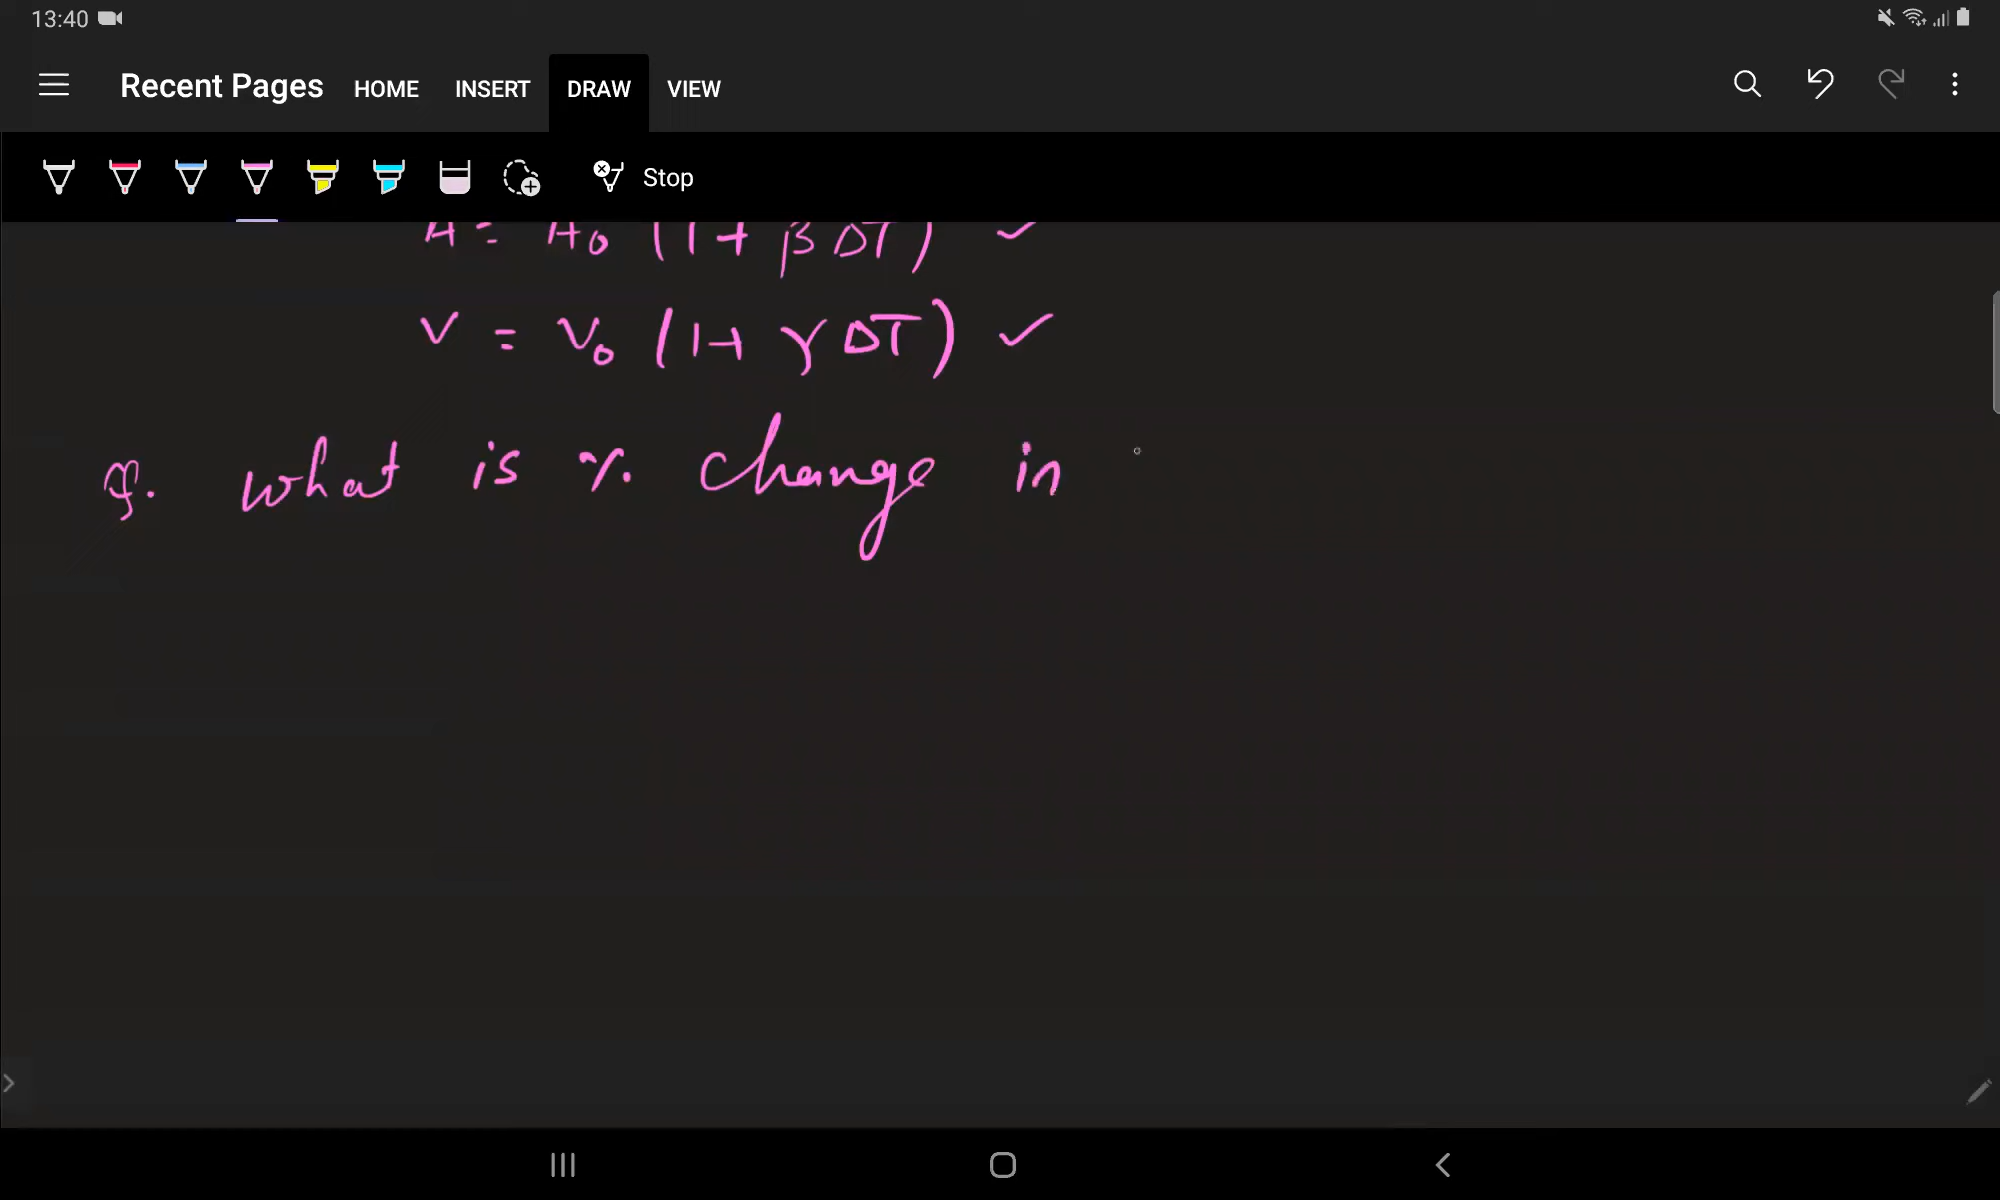 13:40
Recent Pages HOME INSERT DRAW VIEW
Stop
A = A₀ (1 + β ΔT) ✓
V = V₀ (1 + γ ΔT) ✓
Q. What is % change in